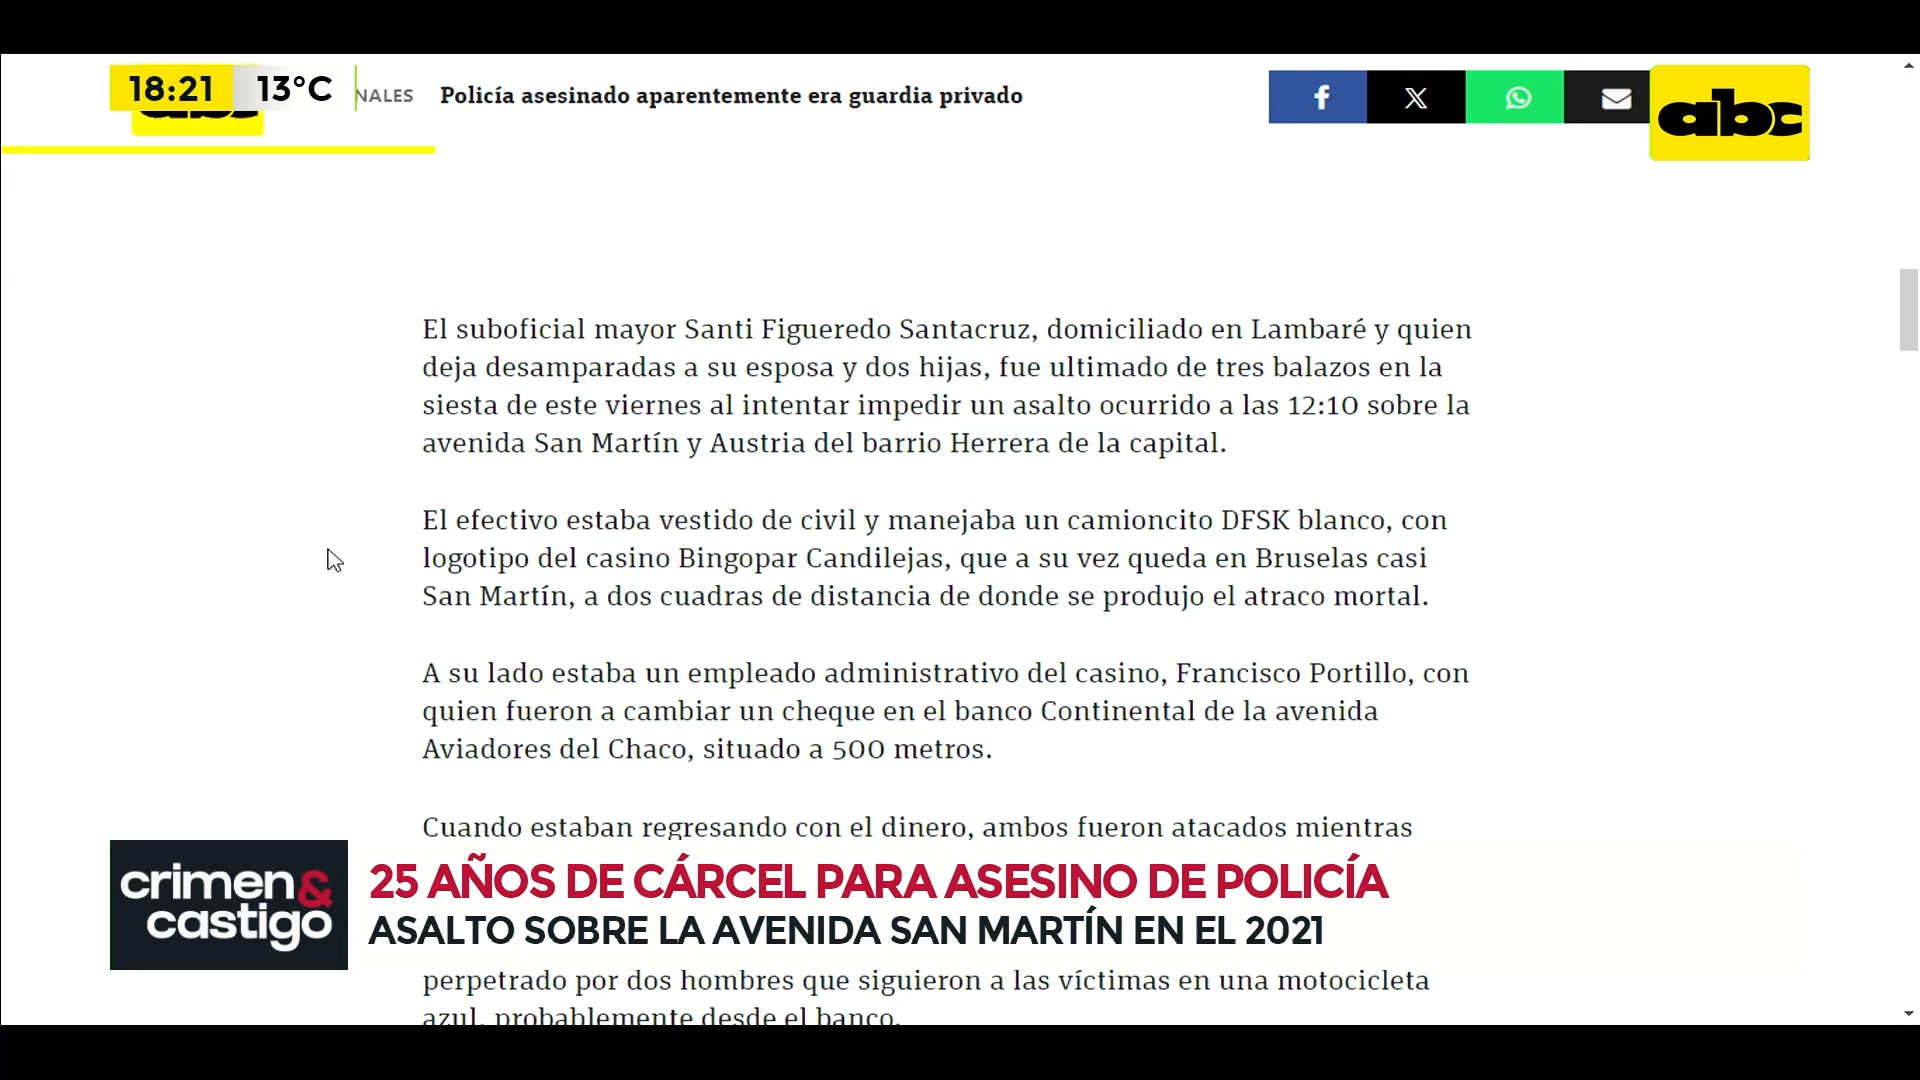 18:21 13°C
NALES
Policía asesinado aparentemente era guardia privado
abc
El suboficial mayor Santi Figueredo Santacruz, domiciliado en Lambaré y quien
deja desamparadas a su esposa y dos hijas, fue ultimado de tres balazos en la
siesta de este viernes al intentar impedir un asalto ocurrido a las 12:10 sobre la
avenida San Martín y Austria del barrio Herrera de la capital.
El efectivo estaba vestido de civil y manejaba un camioncito DFSK blanco, con
logotipo del casino Bingopar Candilejas, que a su vez queda en Bruselas casi
San Martín, a dos cuadras de distancia de donde se produjo el atraco mortal.
A su lado estaba un empleado administrativo del casino, Francisco Portillo, con
quien fueron a cambiar un cheque en el banco Continental de la avenida
Aviadores del Chaco, situado a 500 metros.
Cuando estaban regresando con el dinero, ambos fueron atacados mientras
crimen&
castigo
25 AÑOS DE CÁRCEL PARA ASESINO DE POLICÍA
ASALTO SOBRE LA AVENIDA SAN MARTÍN EN EL 2021
perpetrado por dos hombres que siguieron a las víctimas en una motocicleta
azul, probablemente desde el banco.